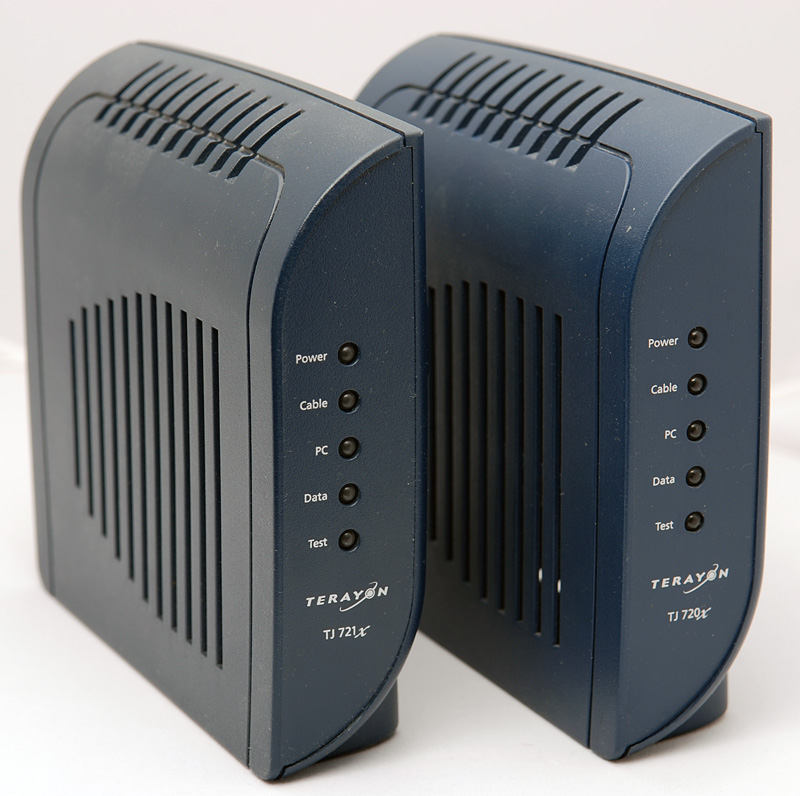 Power
Cable
PC
Data
Test
TERAYON
TJ 721x
Power
Cable
PC
Data
Test
TERAYON
TJ 720x